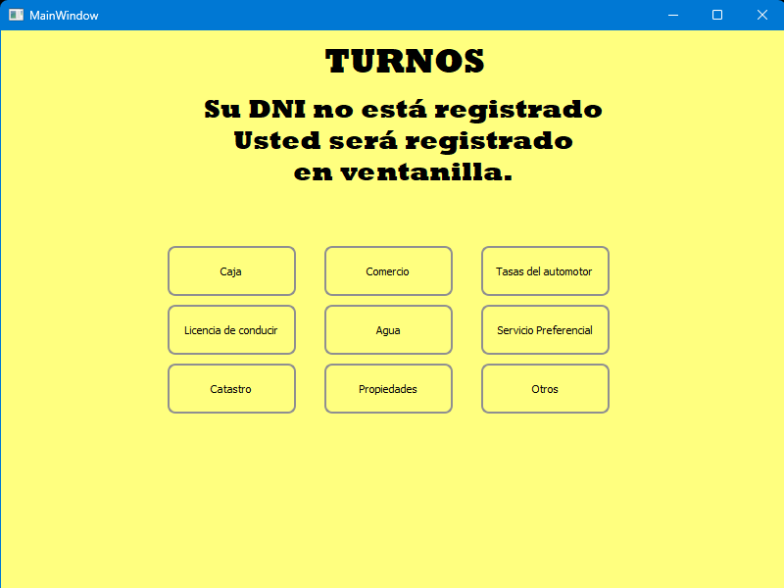 MainWindow
TURNOS
Su DNI no está registrado
Usted será registrado
en ventanilla.
Caja
Comercio
Tasas del automotor
Licencia de conducir
Agua
Servicio Preferencial
Catastro
Propiedades
Otros